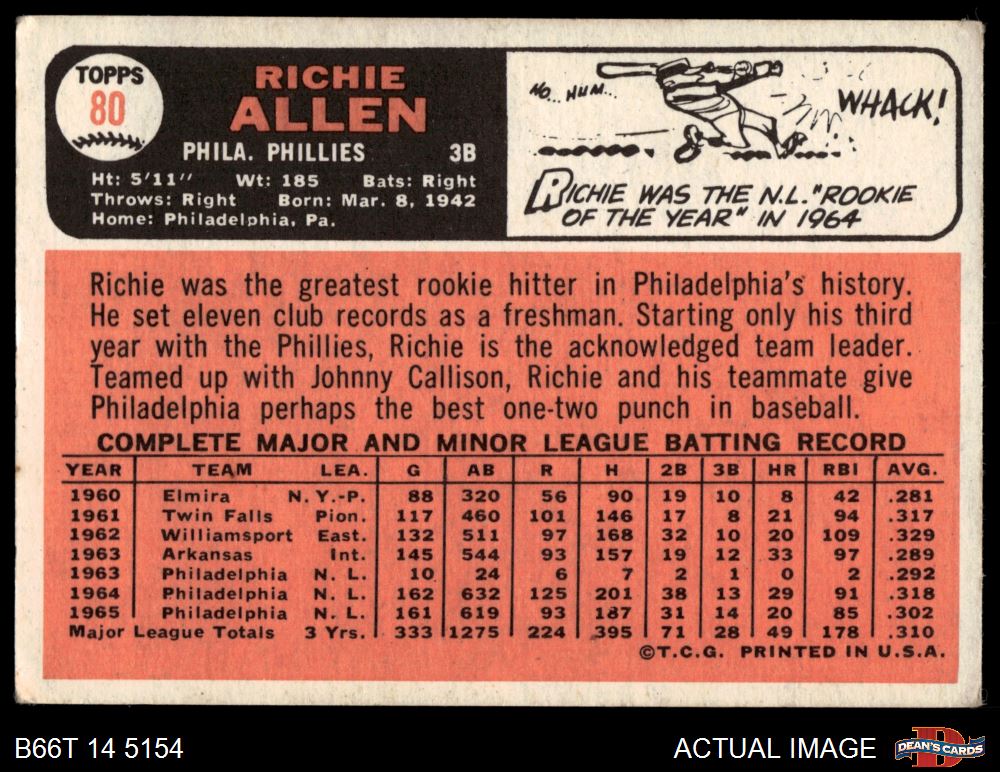 TOPPS
80
RICHIE
ALLEN
PHILA. PHILLIES 3B
Ht: 5'11" Wt: 185 Bats: Right
Throws: Right Born: Mar. 8, 1942
Home: Philadelphia, Pa.
HO... HUM...
WHACK!
RICHIE WAS THE N.L. "ROOKIE
OF THE YEAR" IN 1964
Richie was the greatest rookie hitter in Philadelphia's history.
He set eleven club records as a freshman. Starting only his third
year with the Phillies, Richie is the acknowledged team leader.
Teamed up with Johnny Callison, Richie and his teammate give
Philadelphia perhaps the best one-two punch in baseball.
COMPLETE MAJOR AND MINOR LEAGUE BATTING RECORD
YEAR TEAM LEA. G AB R H 2B 3B HR RBI AVG.
1960 Elmira N.Y.-P. 88 320 56 90 19 10 8 42 .281
1961 Twin Falls Pion. 117 460 101 146 17 8 21 94 .317
1962 Williamsport East. 132 511 97 168 32 10 20 109 .329
1963 Arkansas Int. 145 544 93 157 19 12 33 97 .289
1963 Philadelphia N. L. 10 24 6 7 2 1 0 2 .292
1964 Philadelphia N. L. 162 632 125 201 38 13 29 91 .318
1965 Philadelphia N. L. 161 619 93 187 31 14 20 85 .302
Major League Totals 3 Yrs. 333 1275 224 395 71 28 49 178 .310
©T.C.G. PRINTED IN U.S.A.
B66T 14 5154
ACTUAL IMAGE
D
DEAN'S CARDS